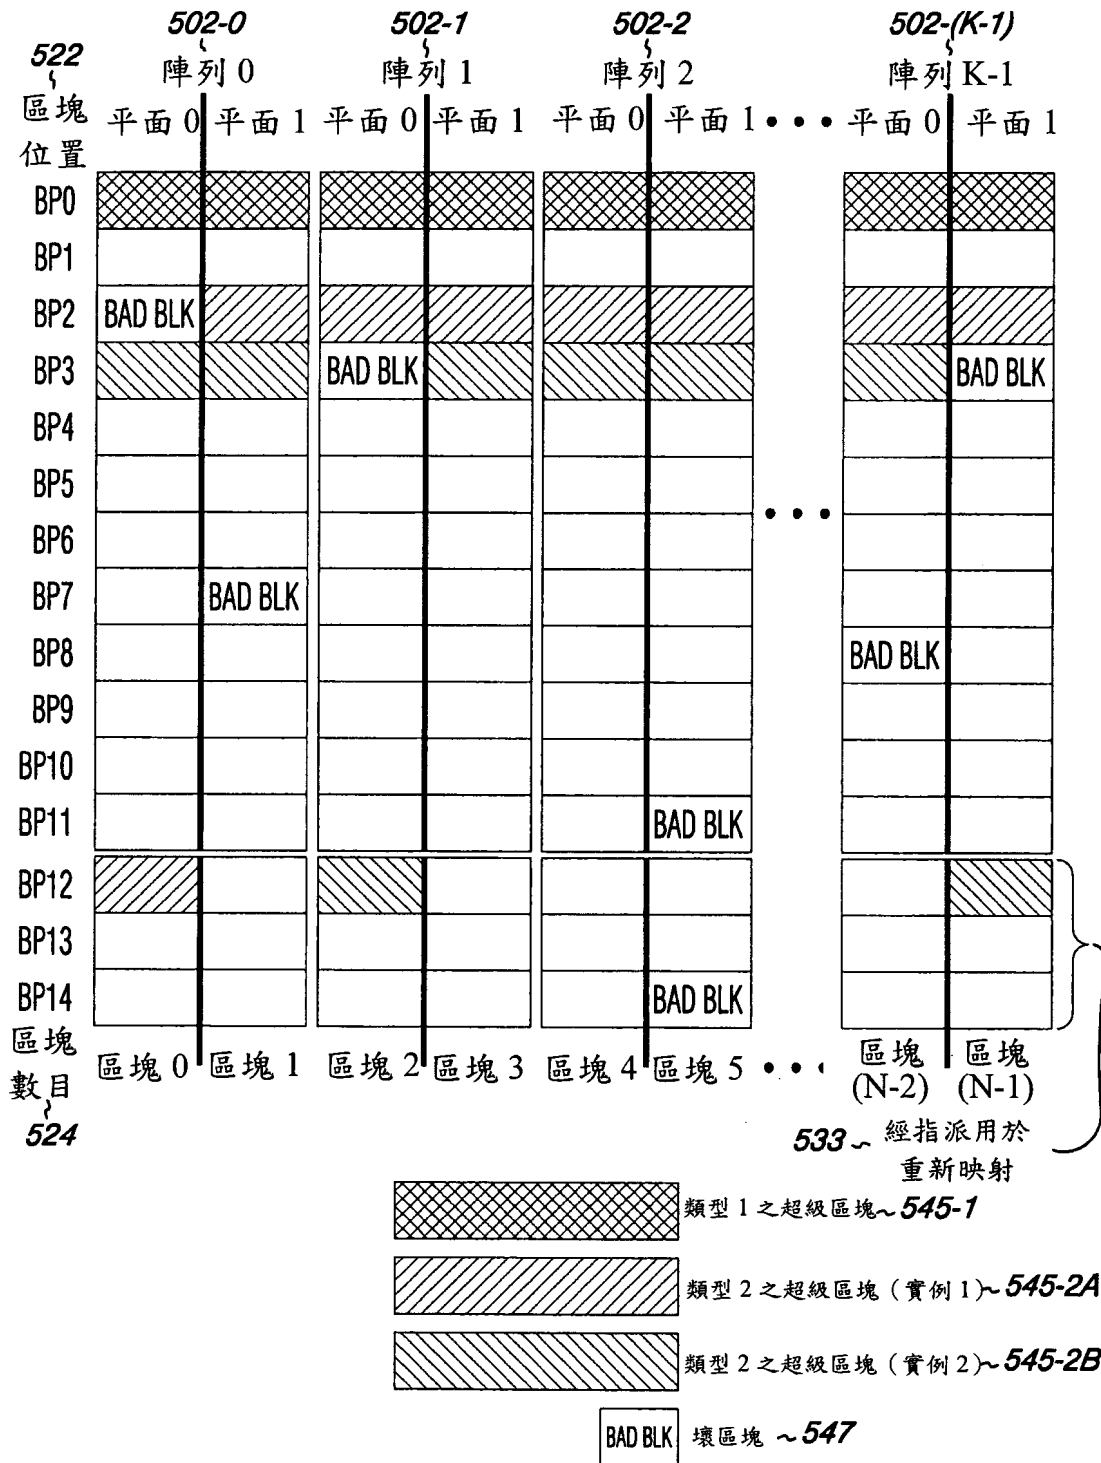 502-0 502-1 502-2 502-(K-1)
522 陣列 0 陣列 1 陣列 2 陣列 K-1
區塊 平面 0 平面 1 平面 0 平面 1 平面 0 平面 1 平面 0 平面 1
位置
BP0
BP1
BP2 BAD BLK
BP3 BAD BLK BAD BLK
BP4
BP5
BP6
BP7 BAD BLK
BP8 BAD BLK
BP9
BP10
BP11 BAD BLK
BP12
BP13
BP14 BAD BLK
區塊 區塊 區塊
數目 區塊 0 區塊 1 區塊 2 區塊 3 區塊 4 區塊 5 (N-2) (N-1)
524 533 經指派用於
重新映射
類型 1 之超級區塊 545-1
類型 2 之超級區塊 (實例 1) 545-2A
類型 2 之超級區塊 (實例 2) 545-2B
BAD BLK 壞區塊 547